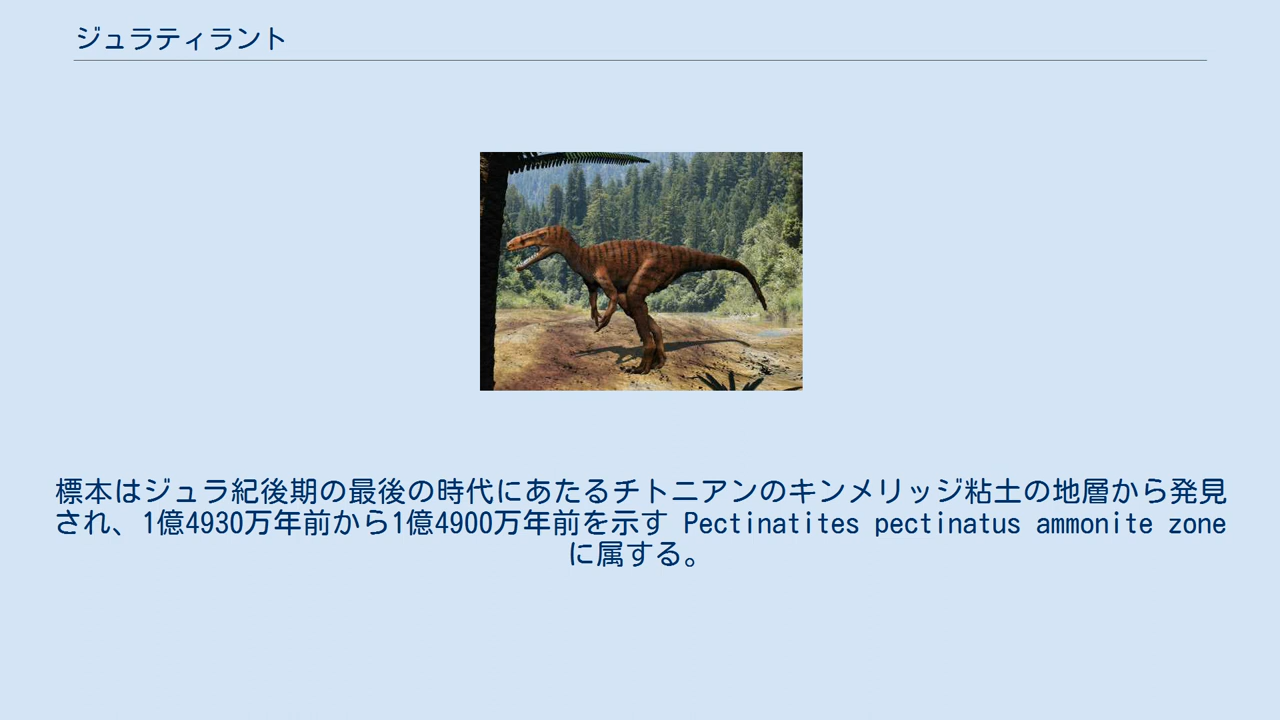 ジュラティラント
標本はジュラ紀後期の最後の時代にあたるチトニアンのキンメリッジ粘土の地層から発見
され、1億4930万年前から1億4900万年前を示す Pectinatites pectinatus ammonite zone
に属する。